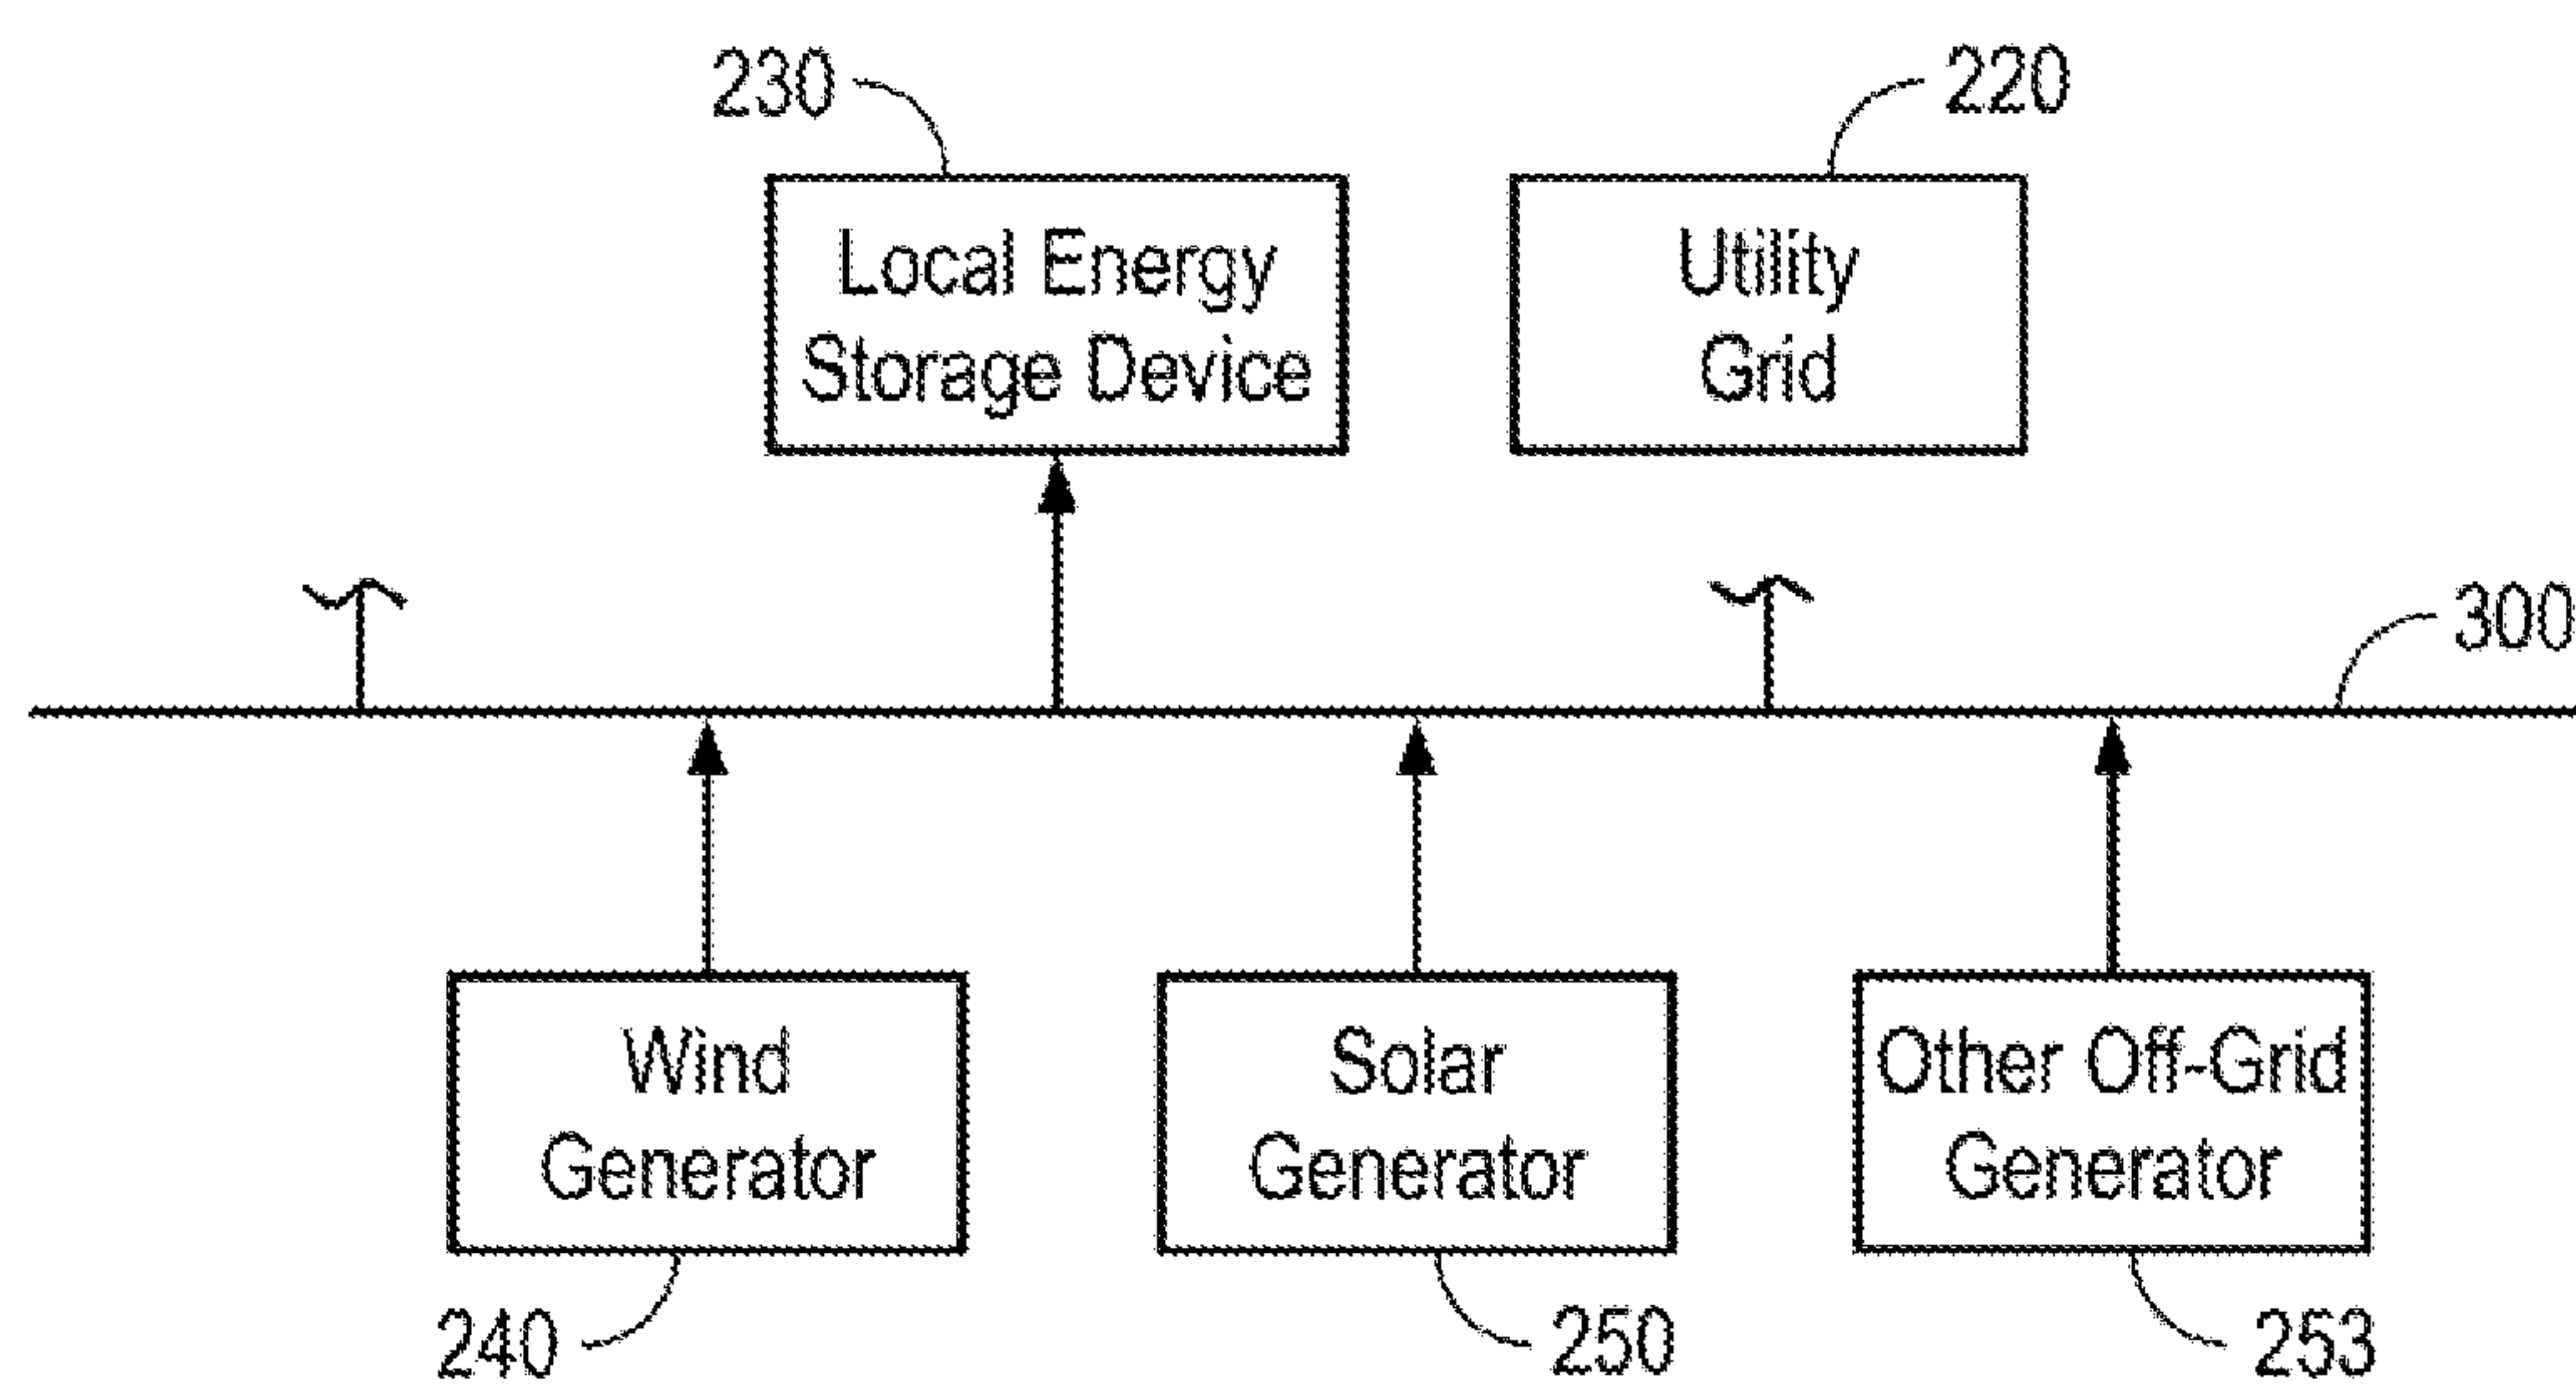 230
220
Local Energy
Storage Device
Utility
Grid
300
Wind
Generator
Solar
Generator
Other Off-Grid
Generator
240
250
253